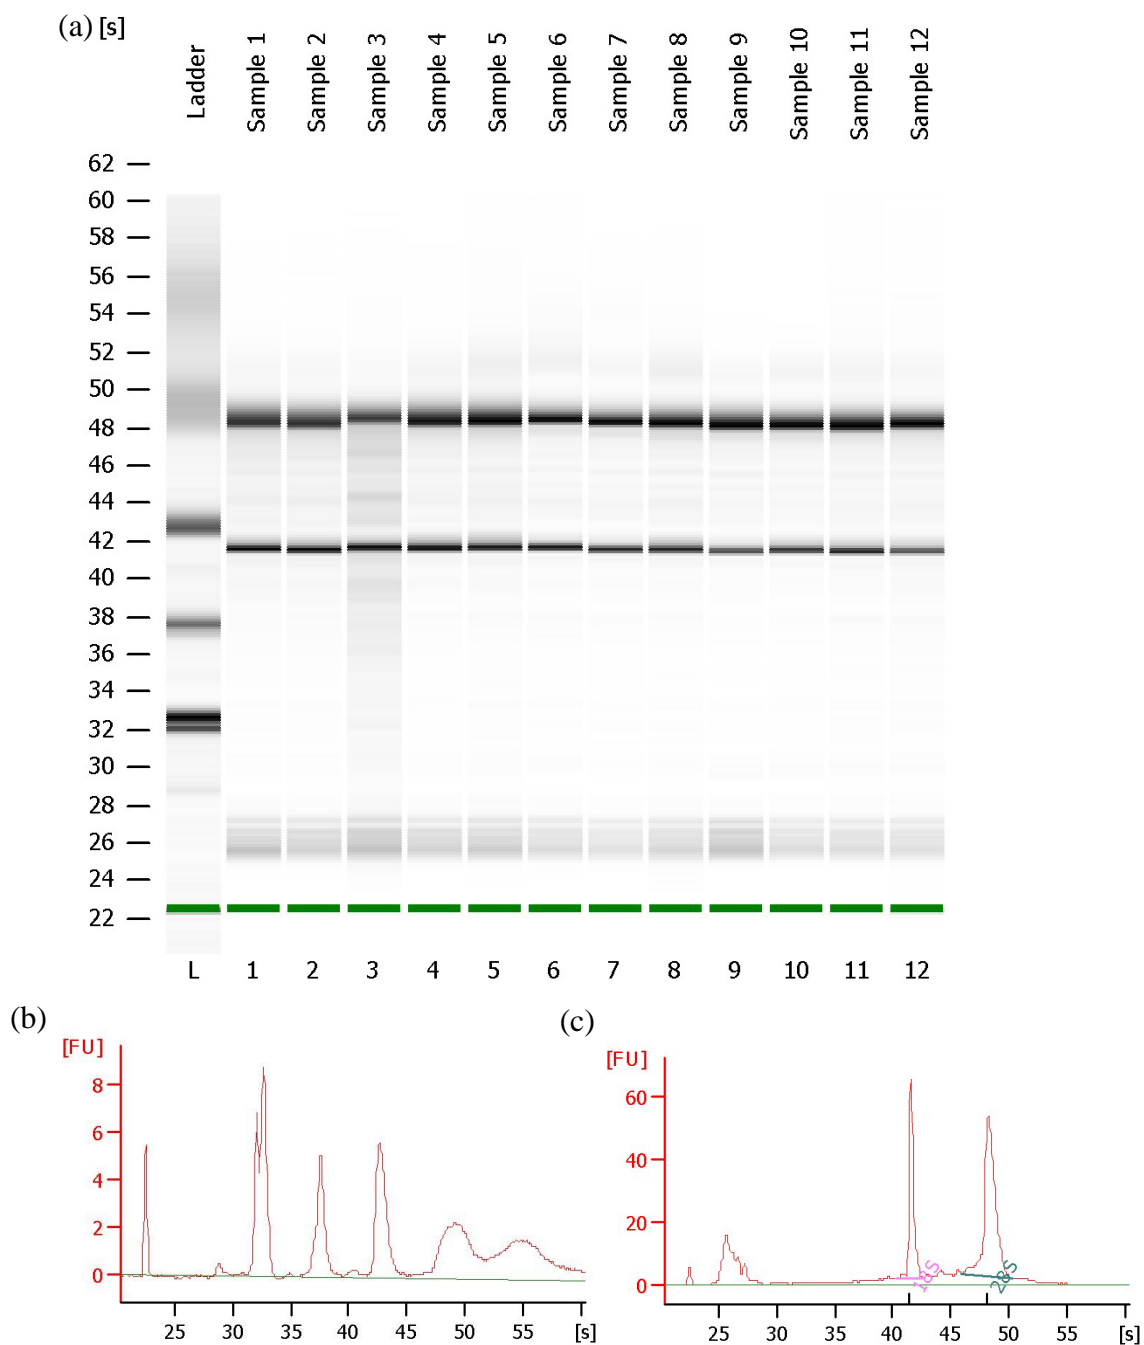 (a) [s]
Ladder
Sample 1
Sample 2
Sample 3
Sample 4
Sample 5
Sample 6
Sample 7
Sample 8
Sample 9
Sample 10
Sample 11
Sample 12
62
60
58
56
54
52
50
48
46
44
42
40
38
36
34
32
30
28
26
24
22
L 1 2 3 4 5 6 7 8 9 10 11 12
(b)
[FU]
8
6
4
2
0
25 30 35 40 45 50 55 [s]
(c)
[FU]
60
40
20
0
18S
28S
25 30 35 40 45 50 55 [s]